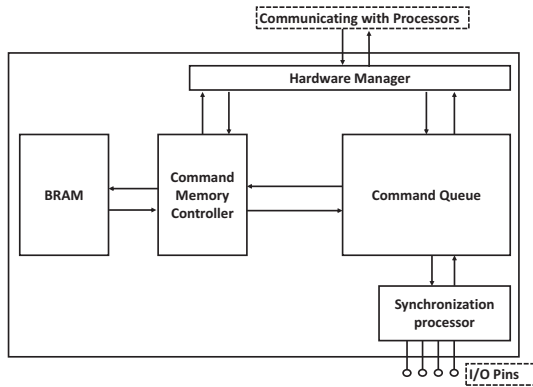 Communicating with Processors
Hardware Manager
BRAM
Command
Memory
Controller
Command Queue
Synchronization
processor
I/O Pins